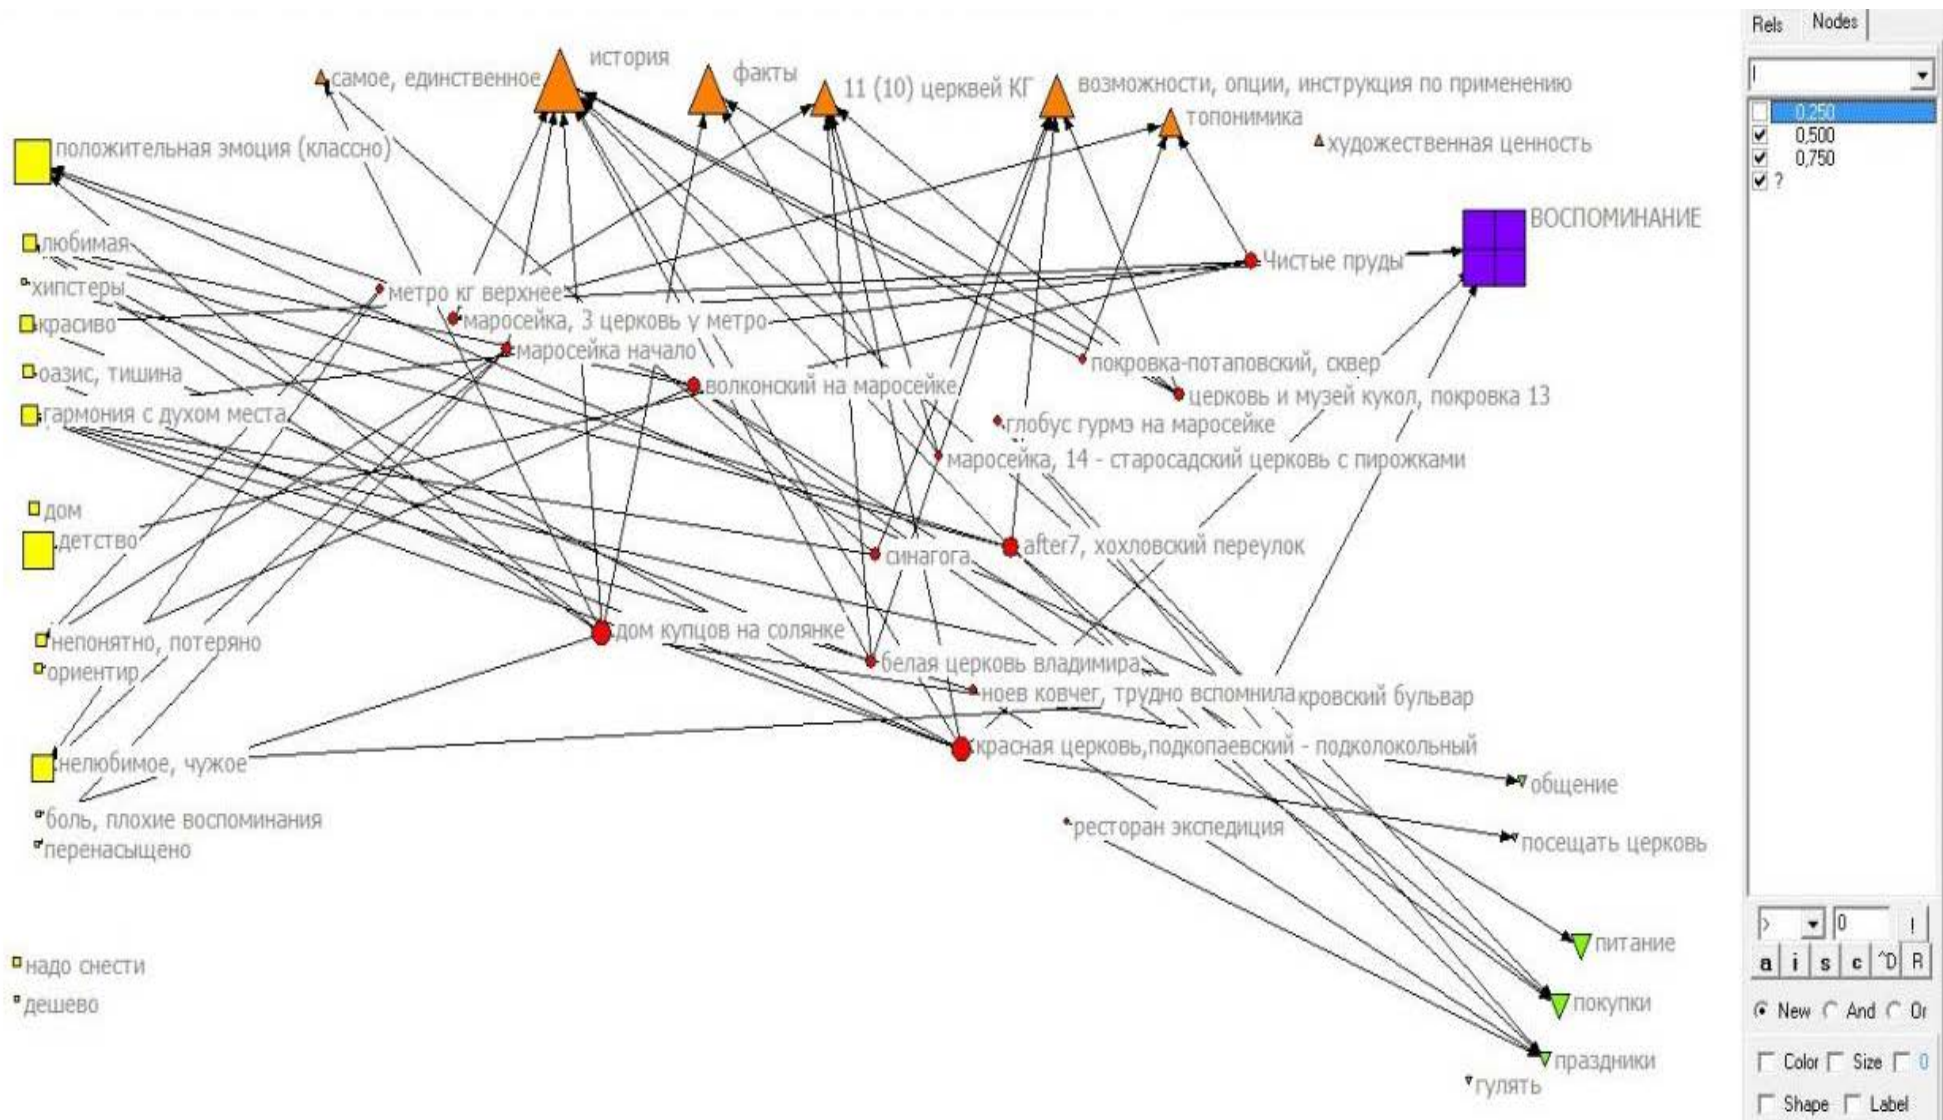 история
самое, единственное
факты
11 (10) церквей КГ
возможности, опции, инструкция по применению
топонимика
художественная ценность
положительная эмоция (классно)
ВОСПОМИНАНИЕ
любимая
Чистые пруды
хипстеры
метро кг верхнее
красиво
маросейка, 3 церковь у метро
маросейка начало
покровка-потаповский, сквер
оазис, тишина
волконский на маросейке
церковь и музей кукол, покровка 13
гармония с духом места
глобус гурмэ на маросейке
маросейка, 14 - старосадский церковь с пирожками
дом
детство
синагога
after7, хохловский переулок
непонятно, потеряно
дом купцов на солянке
ориентир
белая церковь владимира
ноев ковчег, трудно вспомнила
кровский бульвар
нелюбимое, чужое
красная церковь,подкопаевский - подколокольный
общение
боль, плохие воспоминания
ресторан экспедиция
посещать церковь
перенасыщено
питание
надо снести
дешево
покупки
праздники
гулять
Rels Nodes
I
0,250
0,500
0,750
?
> 0 !
a i s c ^D R
New And Or
Color Size 0
Shape Label